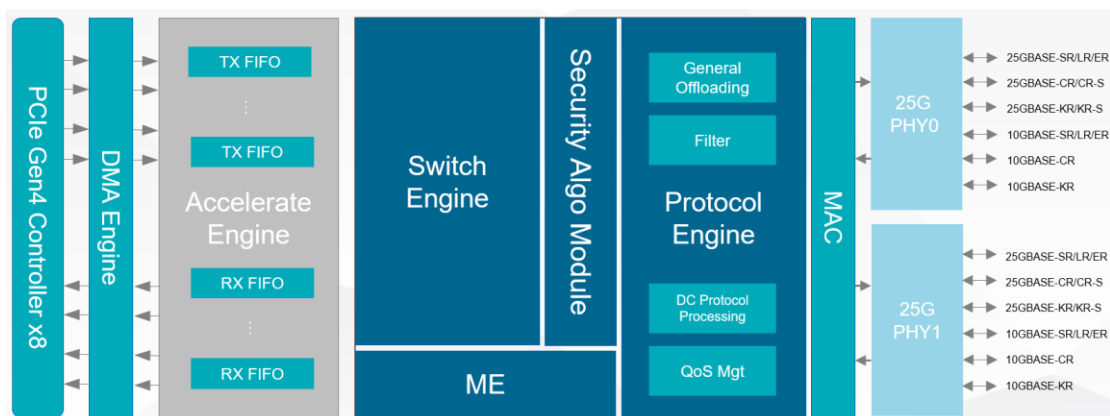 PCIe Gen4 Controller x8
DMA Engine
TX FIFO
TX FIFO
Accelerate
Engine
RX FIFO
RX FIFO
Switch
Engine
ME
Security Algo Module
General
Offloading
Filter
Protocol
Engine
DC Protocol
Processing
QoS Mgt
MAC
25G
PHY0
25GBASE-SR/LR/ER
25GBASE-CR/CR-S
25GBASE-KR/KR-S
10GBASE-SR/LR/ER
10GBASE-CR
10GBASE-KR
25G
PHY1
25GBASE-SR/LR/ER
25GBASE-CR/CR-S
25GBASE-KR/KR-S
10GBASE-SR/LR/ER
10GBASE-CR
10GBASE-KR